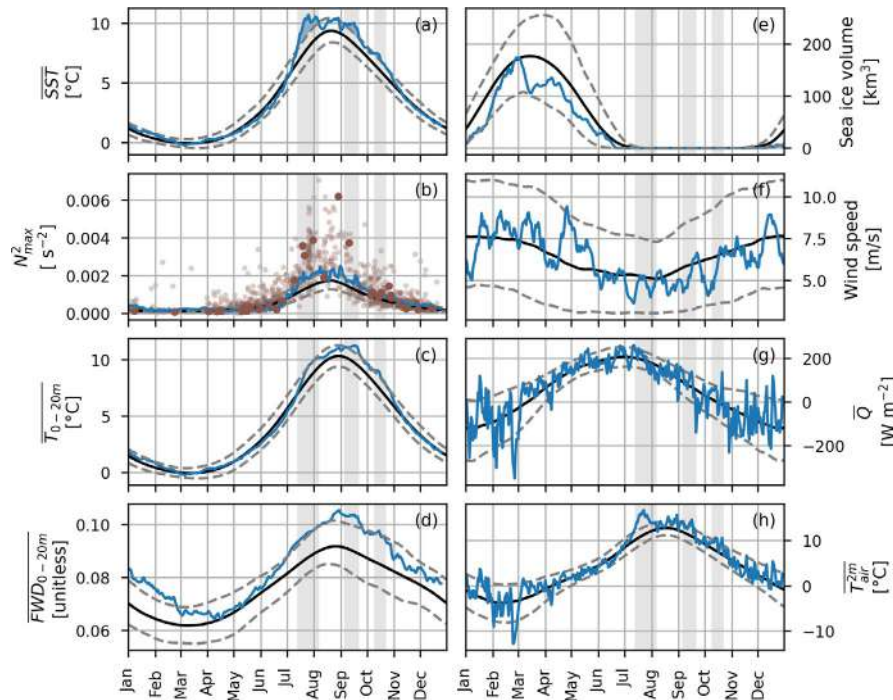 (a)
10
5
0
SST
[°C]
(b)
0.006
0.004
0.002
0.000
N²max
[ s⁻²]
(c)
10
5
0
T0−20m
[°C]
(d)
0.10
0.08
0.06
FWD0−20m
[unitless]
Jan
Feb
Mar
Apr
May
Jun
Jul
Aug
Sep
Oct
Nov
Dec
(e)
200
100
0
Sea ice volume
[km³]
(f)
10.0
7.5
5.0
Wind speed
[m/s]
(g)
200
0
−200
Q
[W m⁻²]
(h)
10
0
−10
T2m air
[°C]
Jan
Feb
Mar
Apr
May
Jun
Jul
Aug
Sep
Oct
Nov
Dec